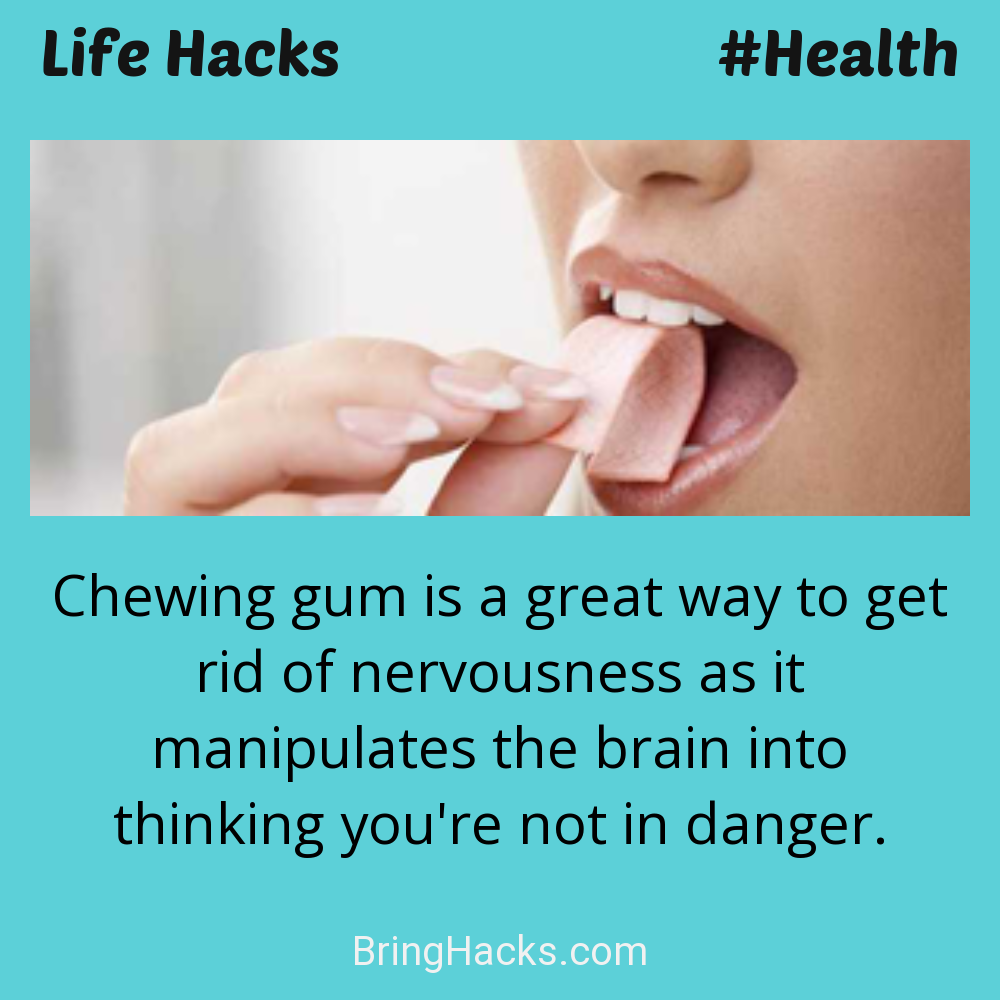 Life Hacks #Health
Chewing gum is a great way to get
rid of nervousness as it
manipulates the brain into
thinking you're not in danger.
BringHacks.com